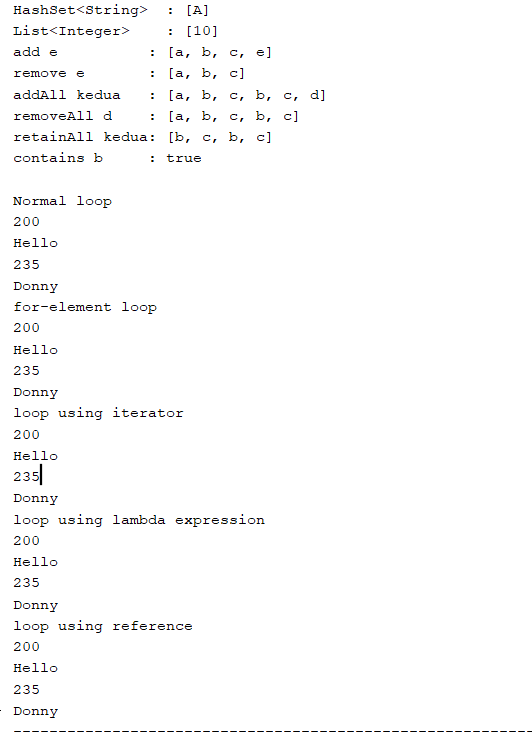 HashSet<String>  : [A]
List<Integer>    : [10]
add e          : [a, b, c, e]
remove e       : [a, b, c]
addAll kedua   : [a, b, c, b, c, d]
removeAll d    : [a, b, c, b, c]
retainAll kedua: [b, c, b, c]
contains b     : true

Normal loop
200
Hello
235
Donny
for-element loop
200
Hello
235
Donny
loop using iterator
200
Hello
235
Donny
loop using lambda expression
200
Hello
235
Donny
loop using reference
200
Hello
235
Donny
----------------------------------------------------------